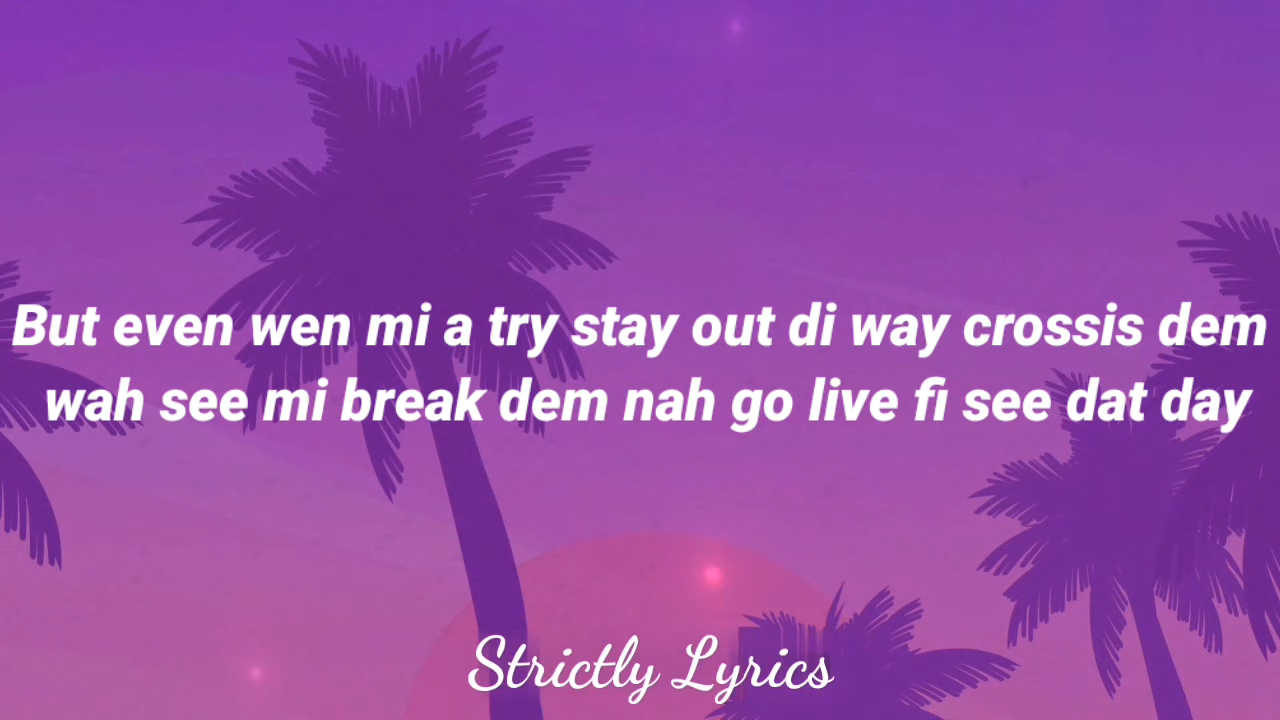 But even wen mi a try stay out di way crossis dem
wah see mi break dem nah go live fi see dat day
Strictly Lyrics